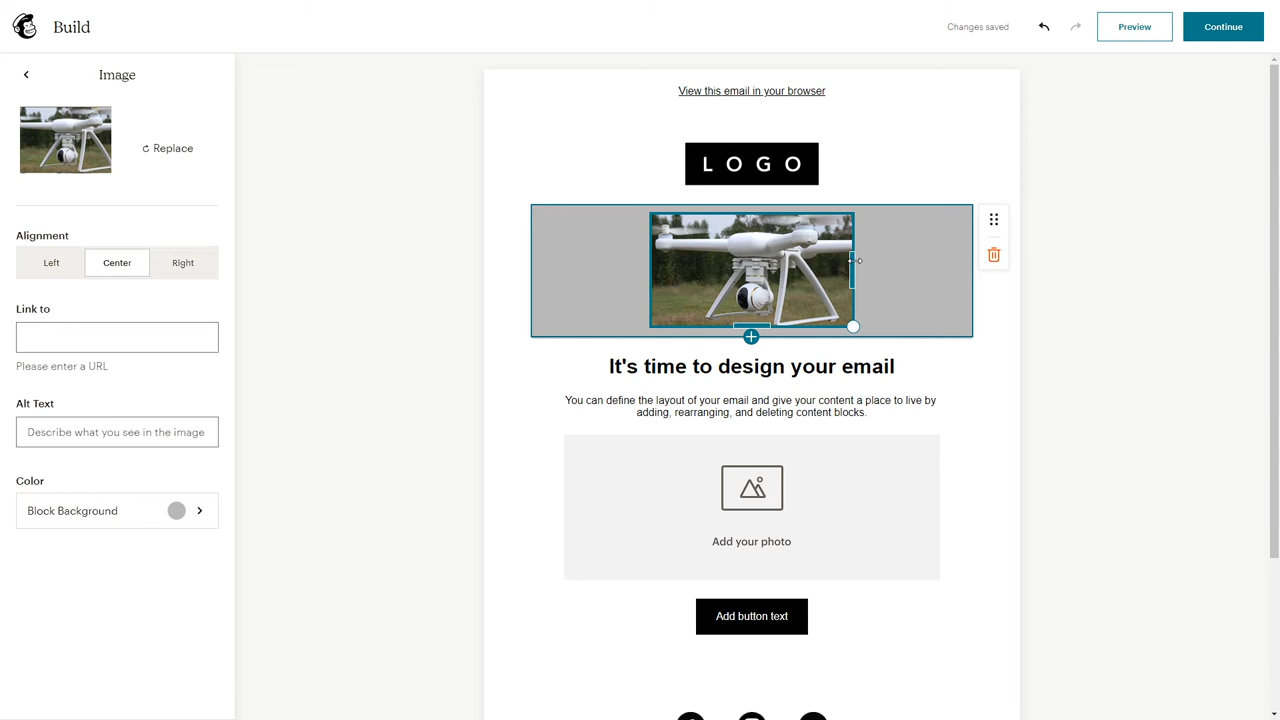 Build
Changes saved
Preview
Continue
Image
Replace
Alignment
Left
Center
Right
Link to
Please enter a URL
Alt Text
Describe what you see in the image
Color
Block Background
View this email in your browser
LOGO
It's time to design your email
You can define the layout of your email and give your content a place to live by
adding, rearranging, and deleting content blocks.
Add your photo
Add button text